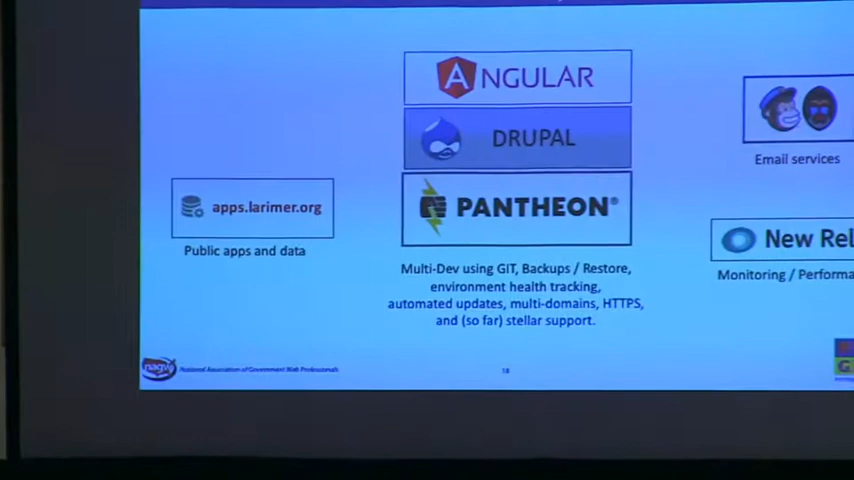 ANGULAR
DRUPAL
PANTHEON®
apps.larimer.org
Public apps and data
Multi-Dev using GIT, Backups / Restore,
environment health tracking,
automated updates, multi-domains, HTTPS,
and (so far) stellar support.
Email services
New Rel
Monitoring / Performa
nagw
National Association of Government Web Professionals
18